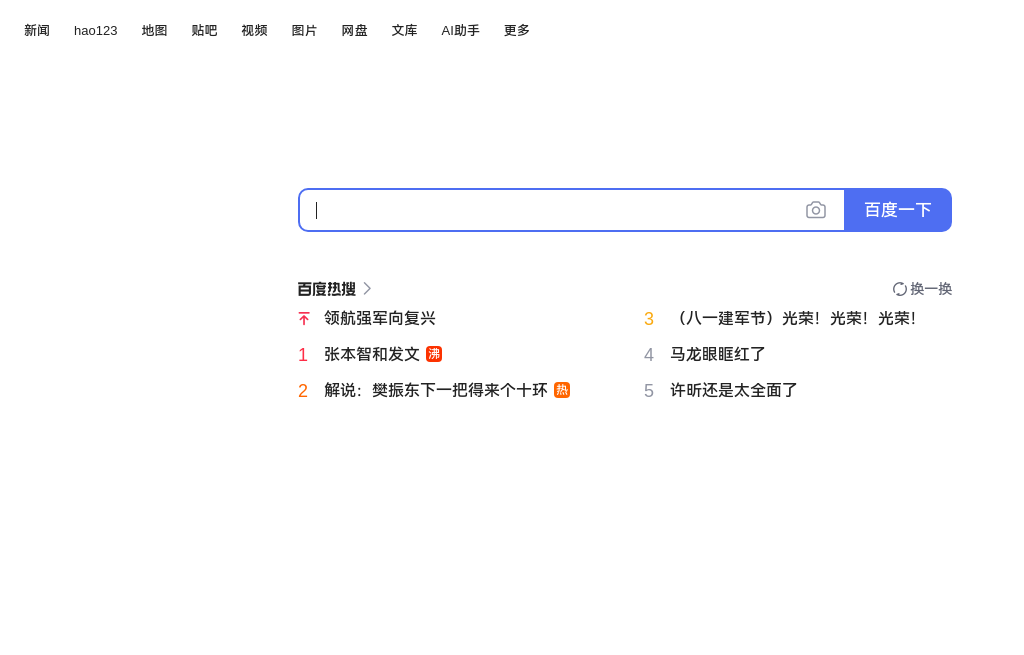 新闻 hao123 地图 贴吧 视频 图片 网盘 文库 AI助手 更多
百度一下
百度热搜 换一换
领航强军向复兴
1 张本智和发文 沸
2 解说：樊振东下一把得来个十环 热
3 （八一建军节）光荣！光荣！光荣！
4 马龙眼眶红了
5 许昕还是太全面了